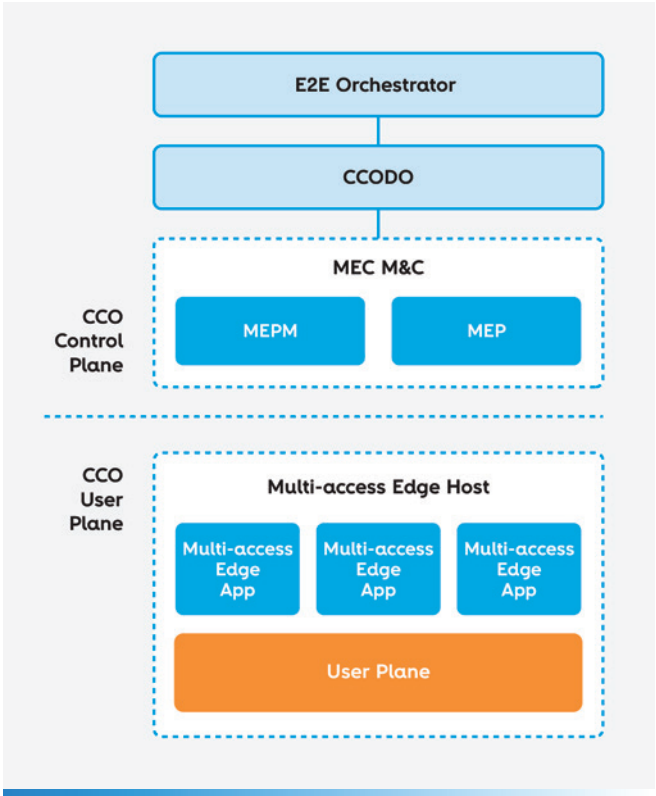 E2E Orchestrator
CCODO
MEC M&C
CCO
Control
Plane
MEPM
MEP
CCO
User
Plane
Multi-access Edge Host
Multi-access
Edge
App
Multi-access
Edge
App
Multi-access
Edge
App
User Plane